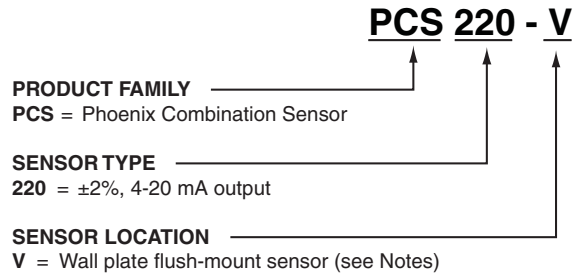 PCS 220 - V
PRODUCT FAMILY
PCS = Phoenix Combination Sensor
SENSOR TYPE
220 = ±2%, 4-20 mA output
SENSOR LOCATION
V = Wall plate flush-mount sensor (see Notes)